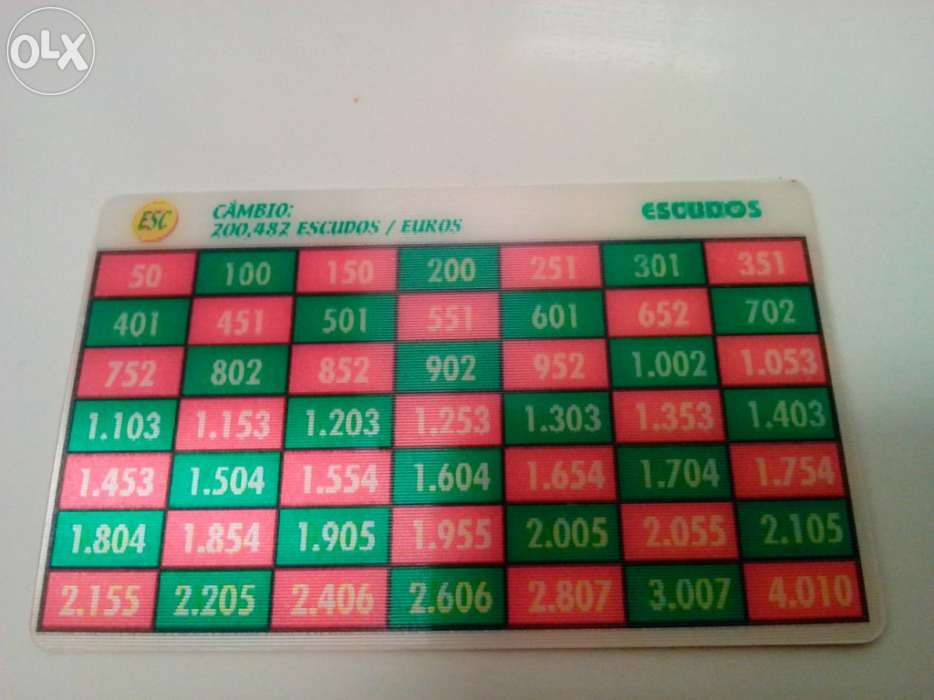 OLX
ESC
CÂMBIO:
200,482 ESCUDOS / EUROS
ESCUDOS
50 100 150 200 251 301 351
401 451 501 551 601 652 702
752 802 852 902 952 1.002 1.053
1.103 1.153 1.203 1.253 1.303 1.353 1.403
1.453 1.504 1.554 1.604 1.654 1.704 1.754
1.804 1.854 1.905 1.955 2.005 2.055 2.105
2.155 2.205 2.406 2.606 2.807 3.007 4.010